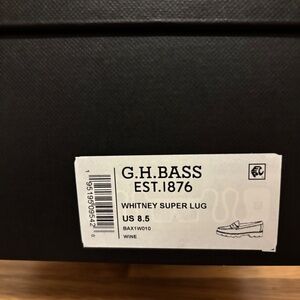 G.H.BASS
EST.1876
WHITNEY SUPER LUG
US 8.5
BAX1W010
WINE